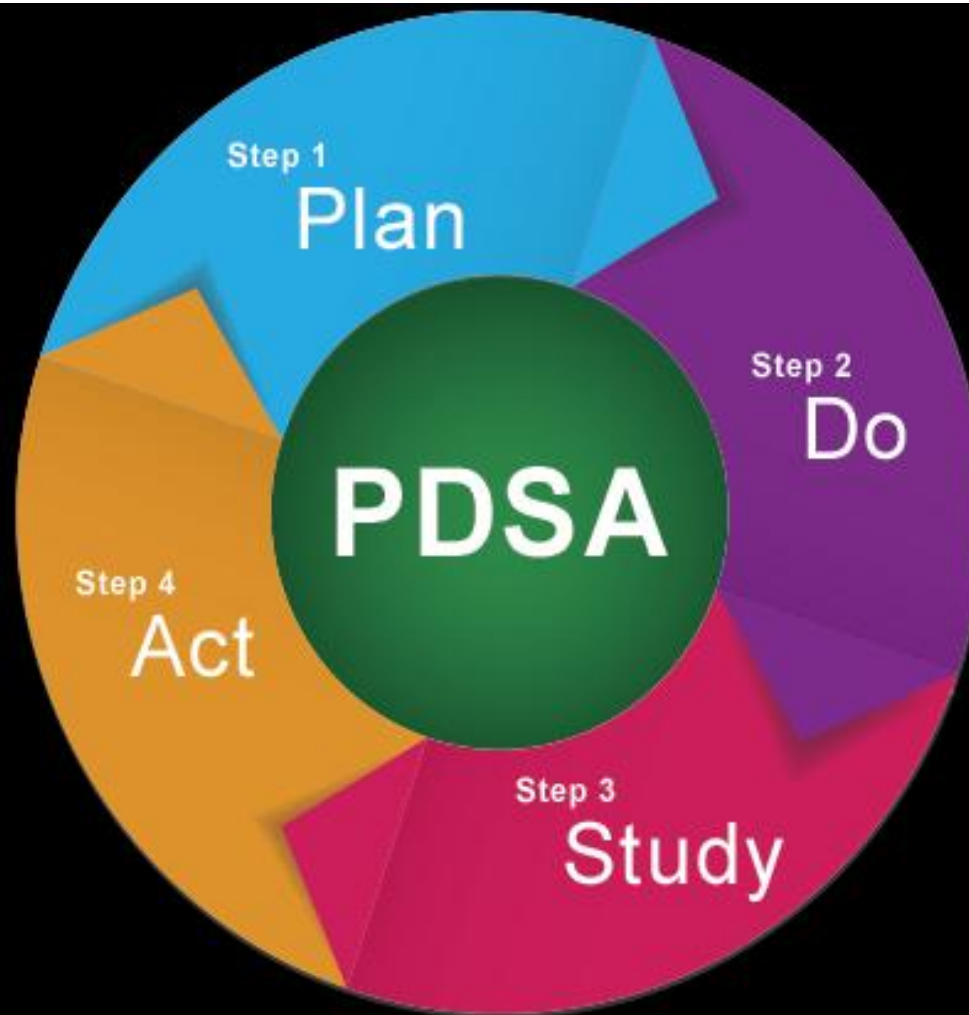 Step 1
Plan
Step 2
Do
PDSA
Step 4
Act
Step 3
Study